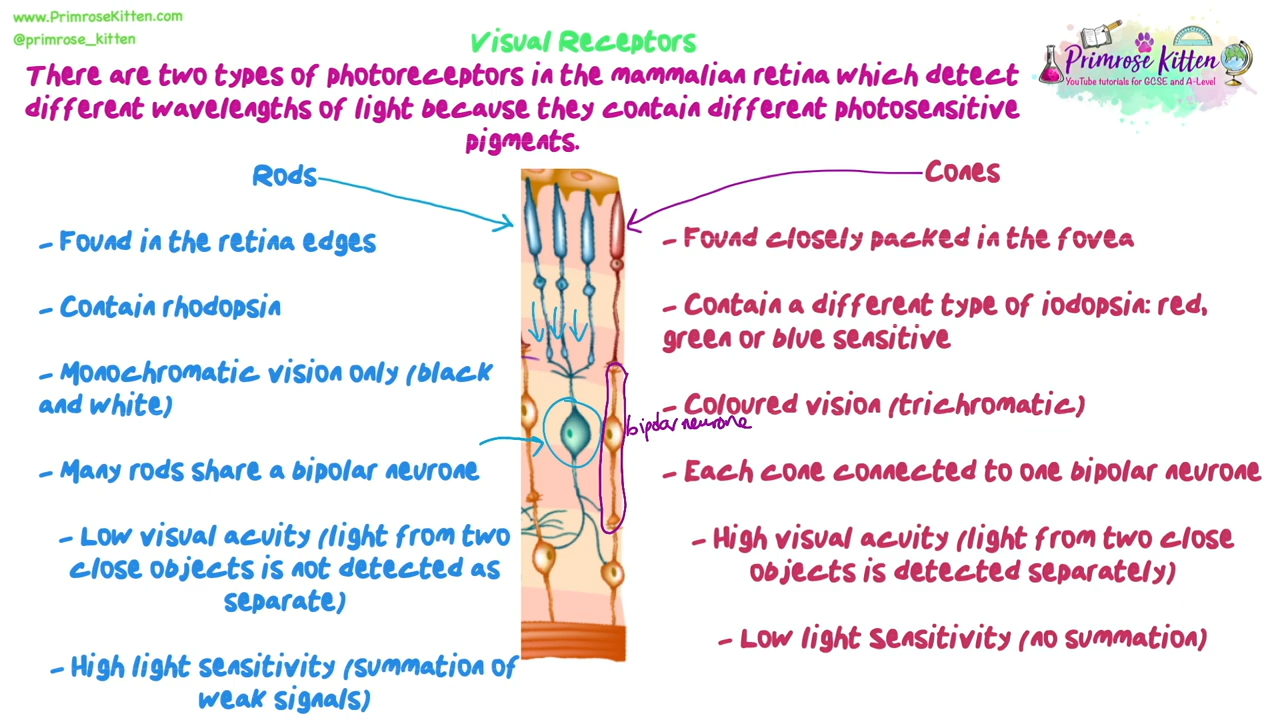 www.PrimroseKitten.com
@primrose_kitten
Visual Receptors
Primrose Kitten
YouTube tutorials for GCSE and A-Level
There are two types of photoreceptors in the mammalian retina which detect
different wavelengths of light because they contain different photosensitive
pigments.
Rods
- Found in the retina edges
- Contain rhodopsin
- Monochromatic vision only (black
and white)
- Many rods share a bipolar neurone
- Low visual acuity (light from two
close objects is not detected as
separate)
- High light sensitivity (summation of
weak signals)
bipolar neurone
Cones
- Found closely packed in the fovea
- Contain a different type of iodopsin: red,
green or blue sensitive
- Coloured vision (trichromatic)
- Each cone connected to one bipolar neurone
- High visual acuity (light from two close
objects is detected separately)
- Low light sensitivity (no summation)